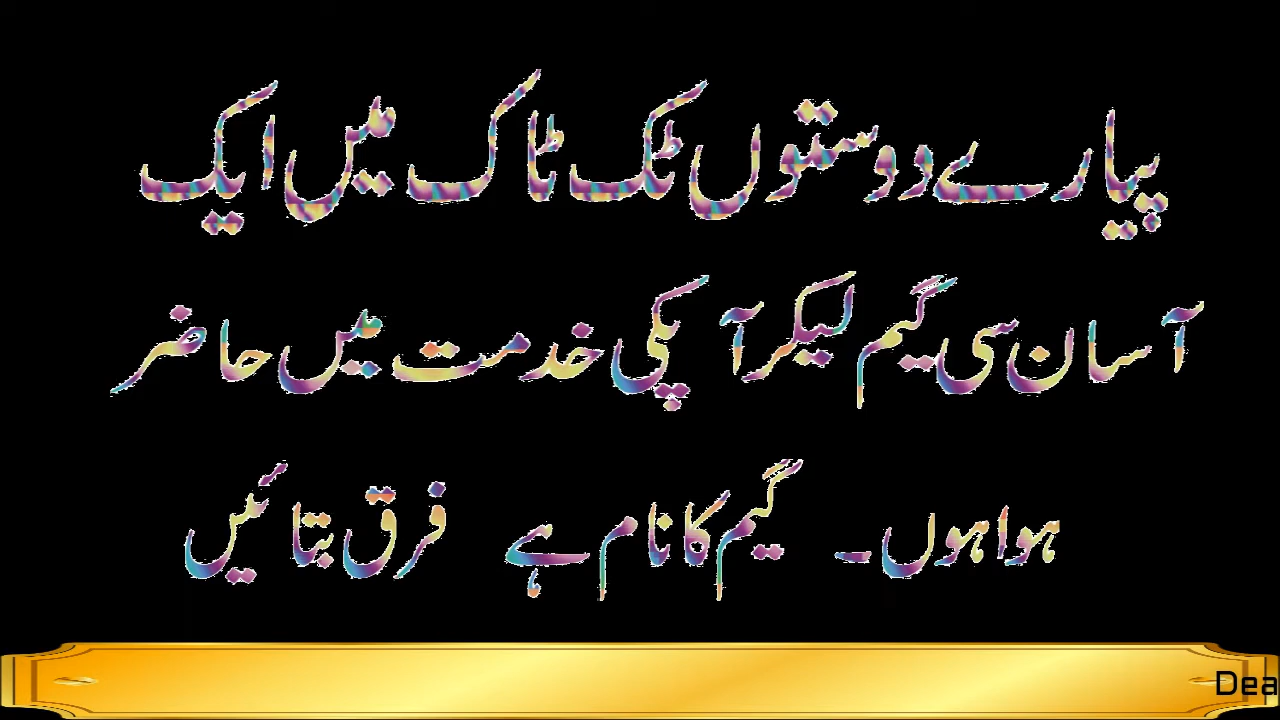 پیارے دوستوں ٹک ٹاک میں ایک
آسان سی گیم لیکر آ پکی خدمت میں حاضر
ہوا ہوں۔ گیم کا نام ہے فرق بتائیں
Dea